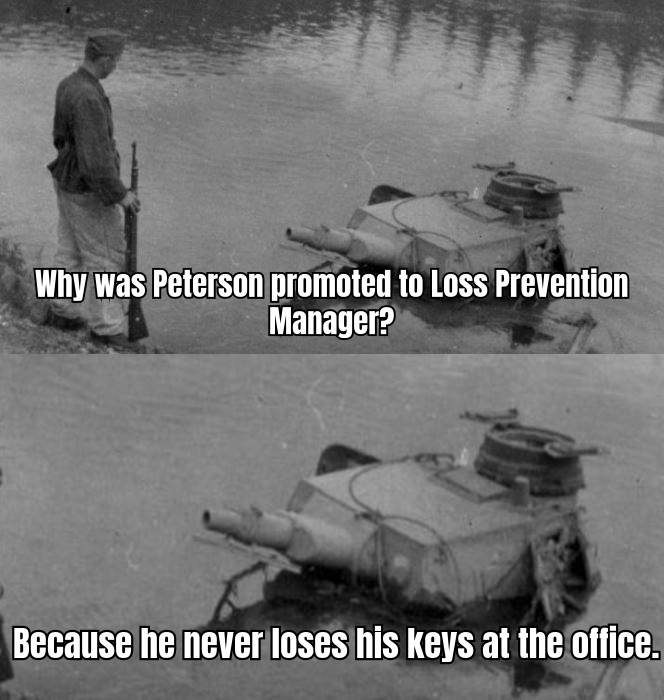 Why was Peterson promoted to Loss Prevention
Manager?
Because he never loses his keys at the office.